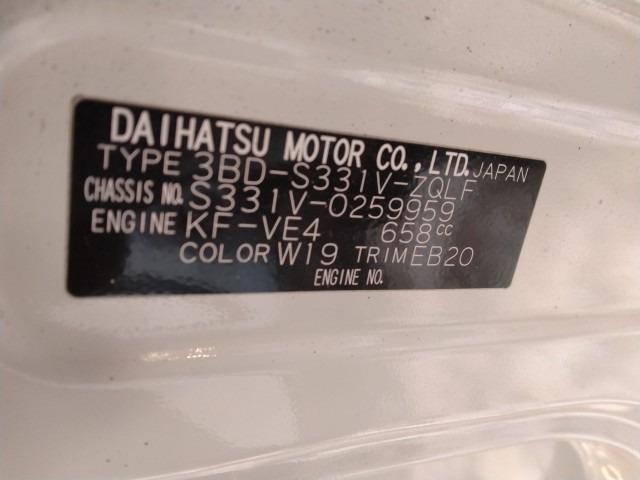 DAIHATSU MOTOR CO., LTD. JAPAN
TYPE 3BD-S331V-ZQLF
CHASSIS NO. S331V-0259959
ENGINE KF-VE4 658cc
COLOR W19 TRIM EB20
ENGINE NO.